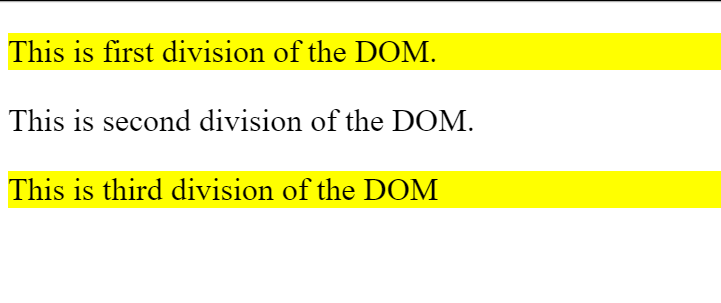 This is first division of the DOM.
This is second division of the DOM.
This is third division of the DOM